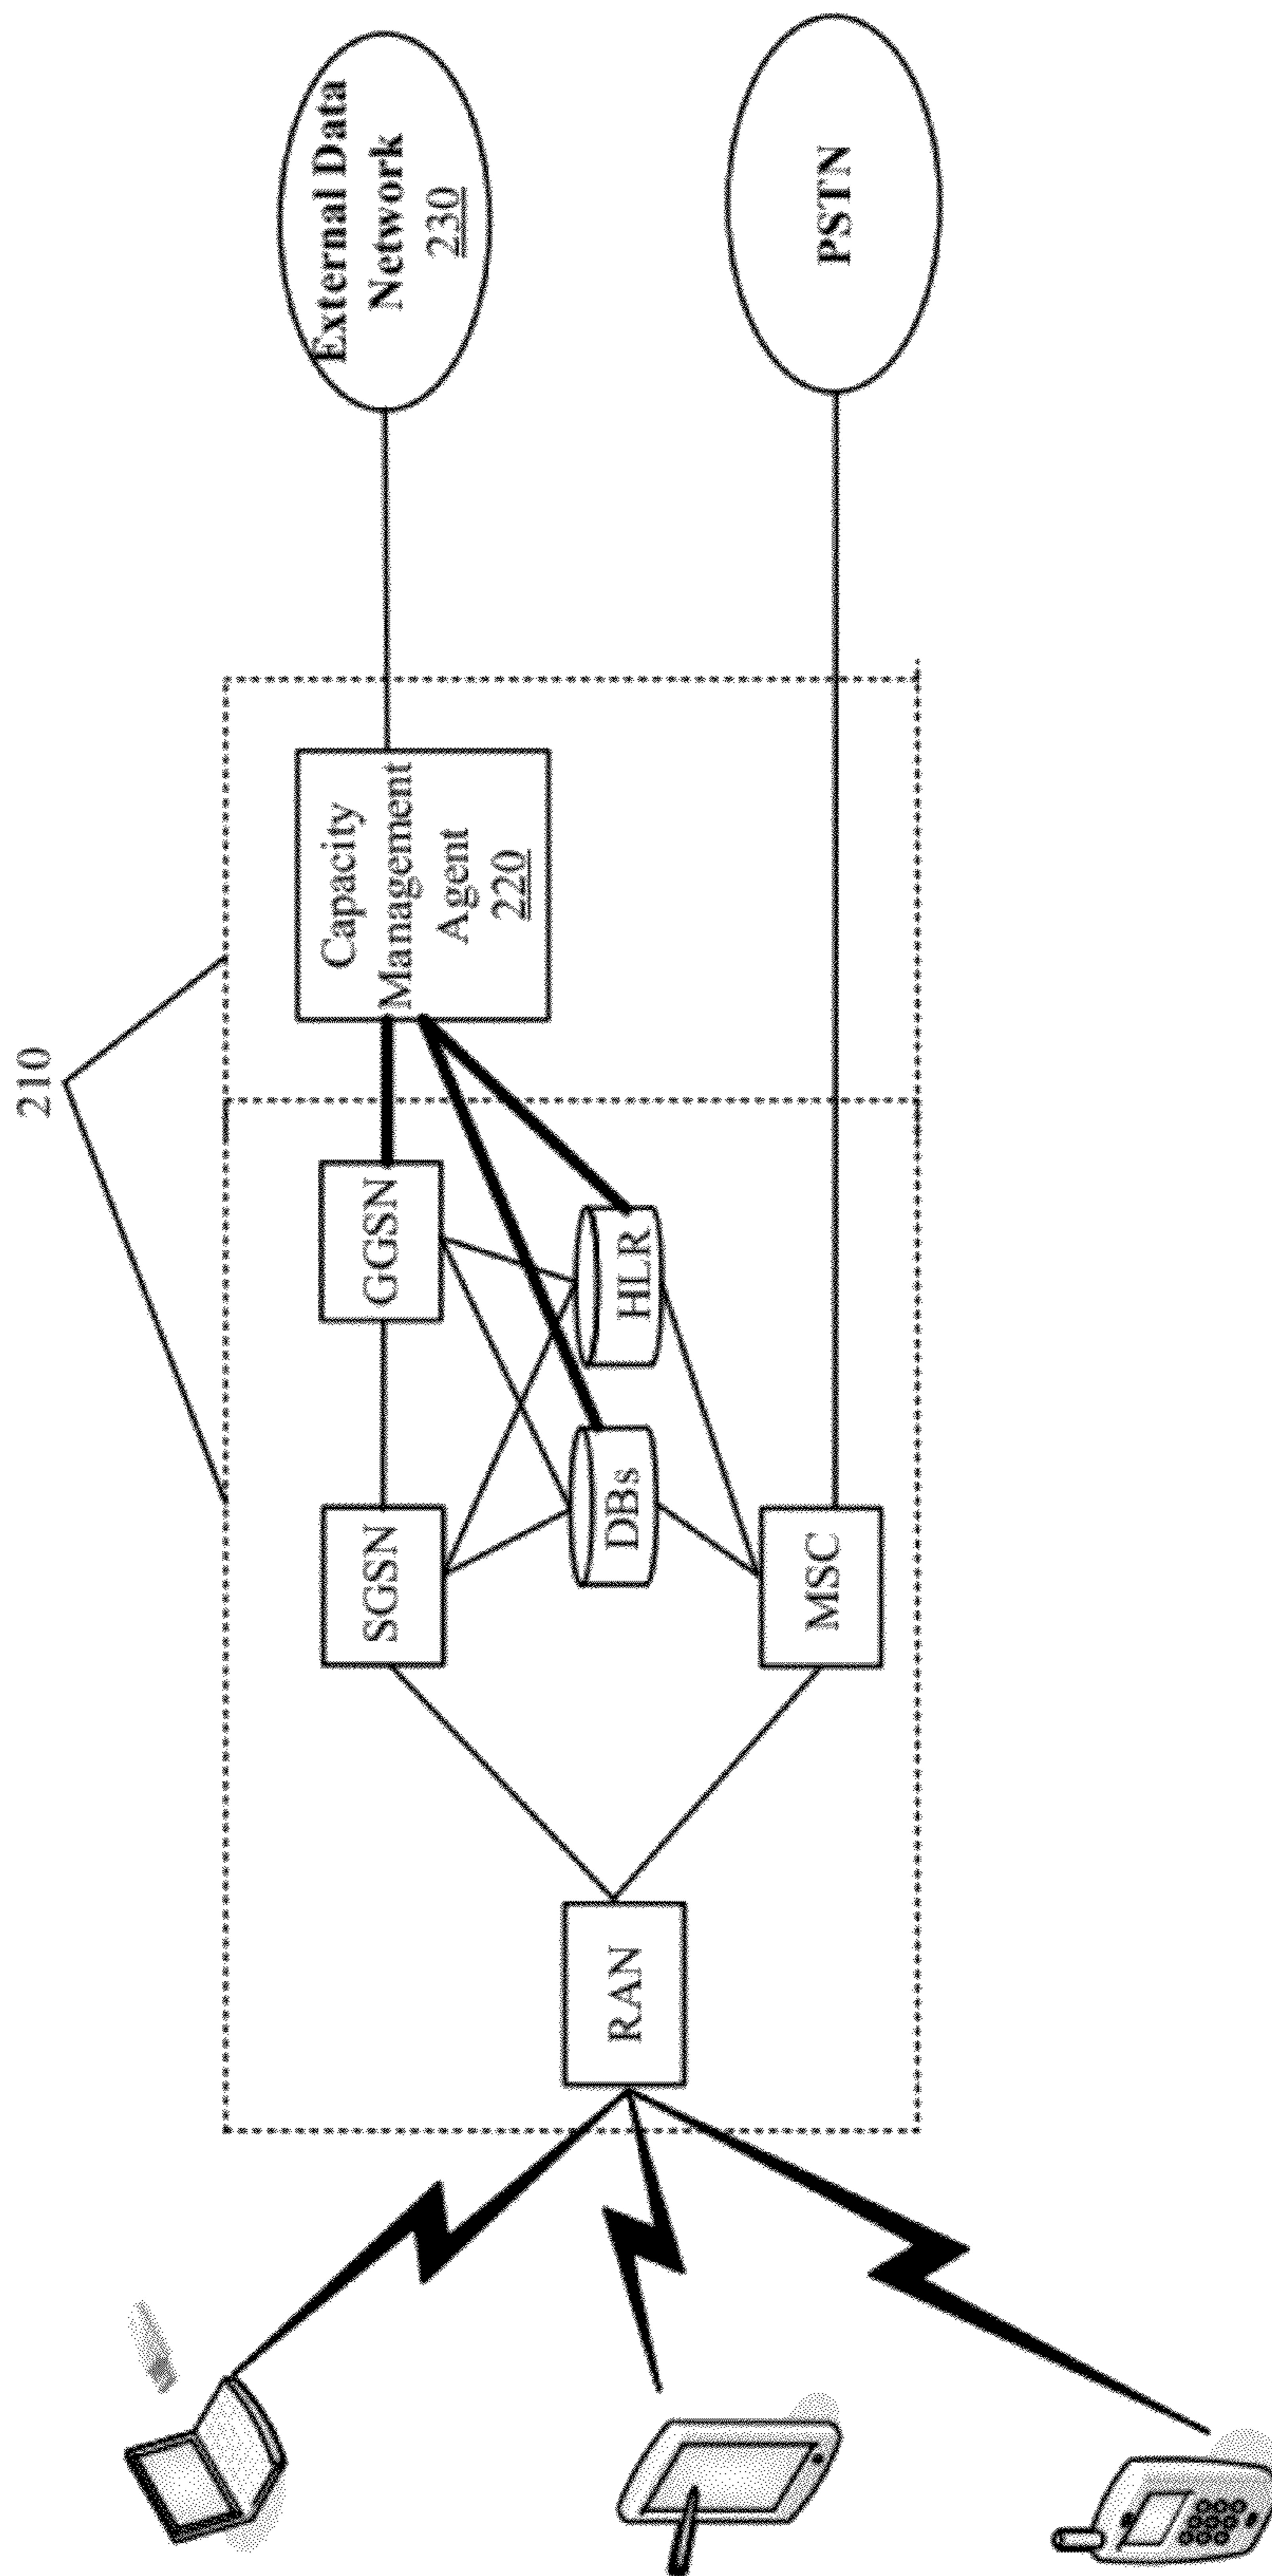 210
SGSN
GGSN
Capacity
Management
Agent
220
External Data
Network
230
RAN
DBs
HLR
MSC
PSTN